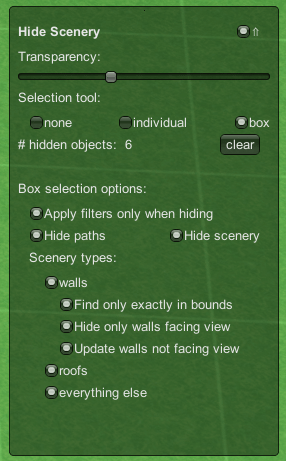 Hide Scenery ⇧
Transparency:
Selection tool:
none individual box
# hidden objects: 6 clear
Box selection options:
Apply filters only when hiding
Hide paths Hide scenery
Scenery types:
walls
Find only exactly in bounds
Hide only walls facing view
Update walls not facing view
roofs
everything else